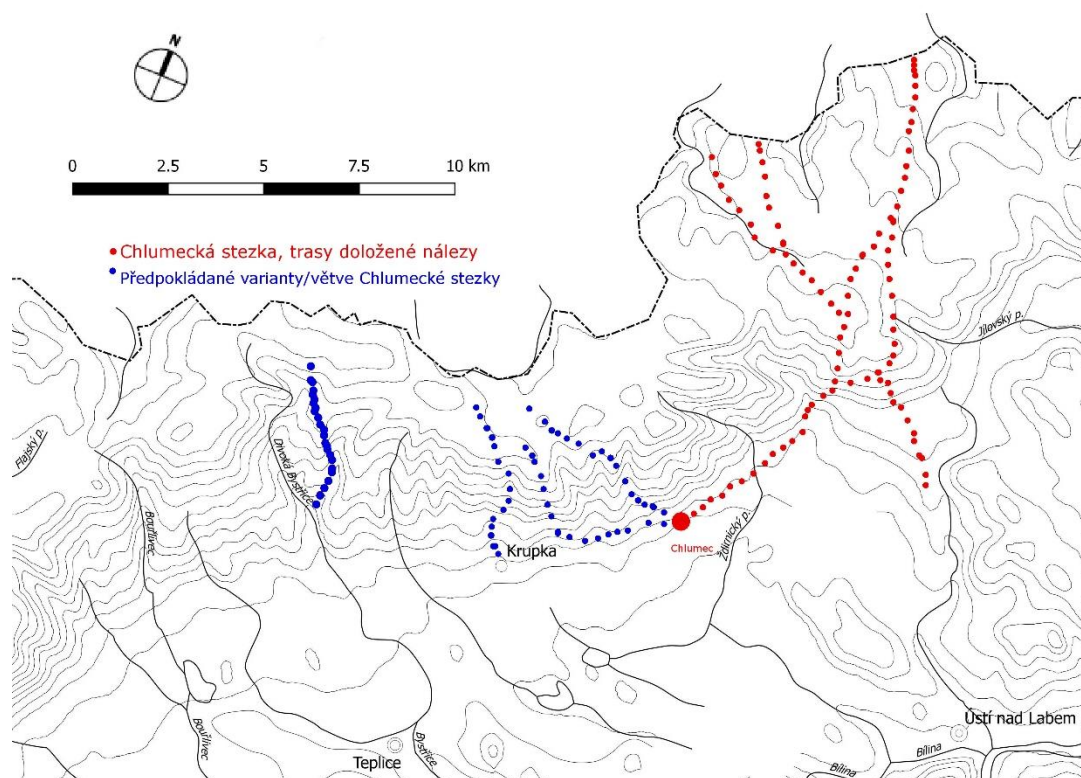 N
0
2.5
5
7.5
10 km
Chlumecká stezka, trasy doložené nálezy
Předpokládané varianty/větve Chlumecké stezky
Jílovský p.
Flajský p.
Divoká Bystřice
Bouřlivec
Chlumec
Ždírnický p.
Krupka
Ústí nad Labem
Bouřlivec
Teplice
Bystřice
Bílina
Bílina